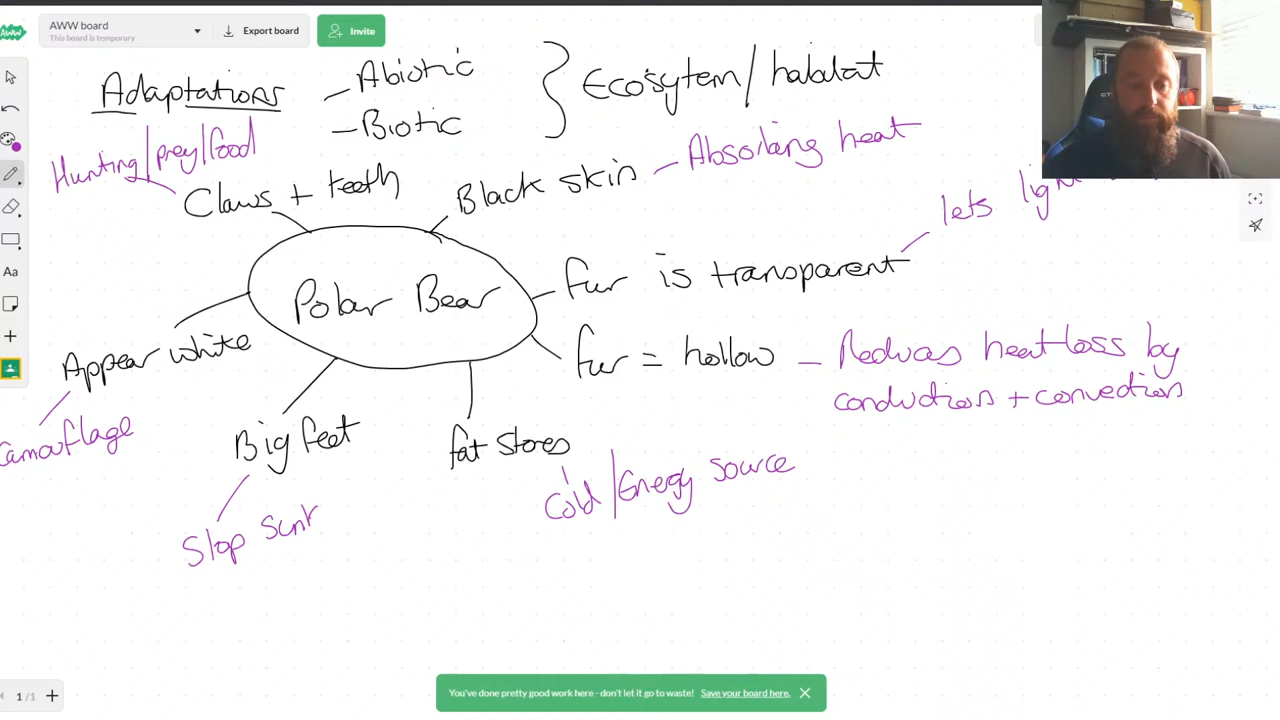 AWW board
This board is temporary
Export board
Invite
Adaptations
- Abiotic
- Biotic
Ecosytem / habitat
Hunting / prey / food
Claws + teeth
Black skin
- Absorbing heat
lets light
fur is transparent
Polar Bear
fur = hollow
- Reduces heat loss by
conduction + convection
Appear white
Camouflage
Big feet
fat stores
Cold / Energy source
Stop
Aa
1 / 1
You've done pretty good work here - don't let it go to waste! Save your board here.